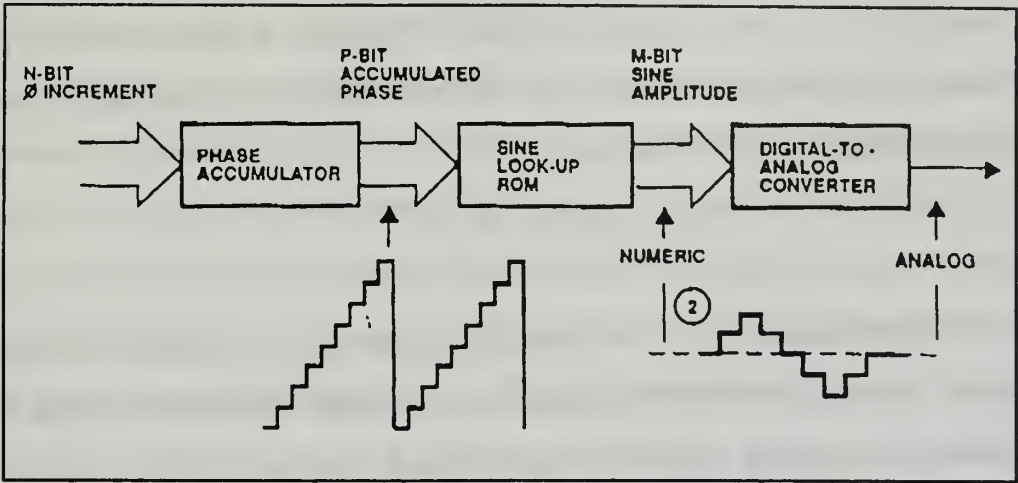 N-BIT
Ø INCREMENT
P-BIT
ACCUMULATED
PHASE
M-BIT
SINE
AMPLITUDE
PHASE
ACCUMULATOR
SINE
LOOK-UP
ROM
DIGITAL-TO-
ANALOG
CONVERTER
NUMERIC
ANALOG
2